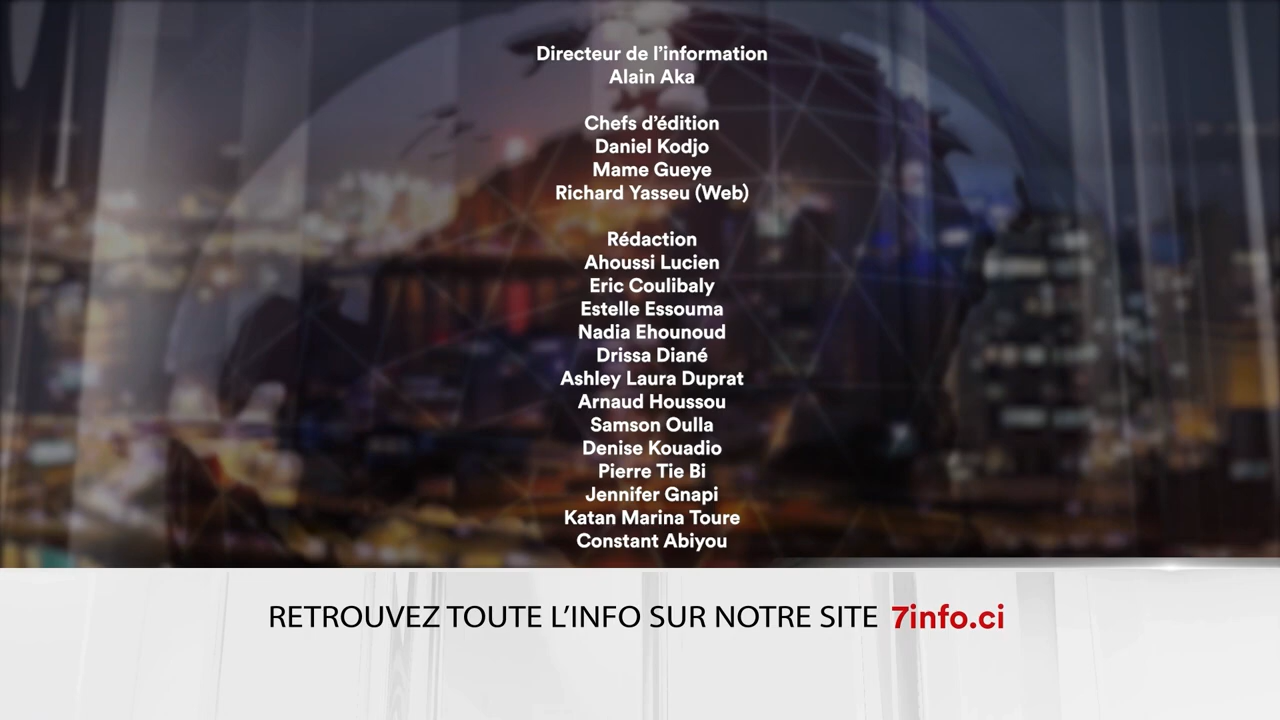 Directeur de l’information
Alain Aka
Chefs d’édition
Daniel Kodjo
Mame Gueye
Richard Yasseu (Web)
Rédaction
Ahoussi Lucien
Eric Coulibaly
Estelle Essouma
Nadia Ehounoud
Drissa Diané
Ashley Laura Duprat
Arnaud Houssou
Samson Oulla
Denise Kouadio
Pierre Tie Bi
Jennifer Gnapi
Katan Marina Toure
Constant Abiyou
RETROUVEZ TOUTE L’INFO SUR NOTRE SITE 7info.ci